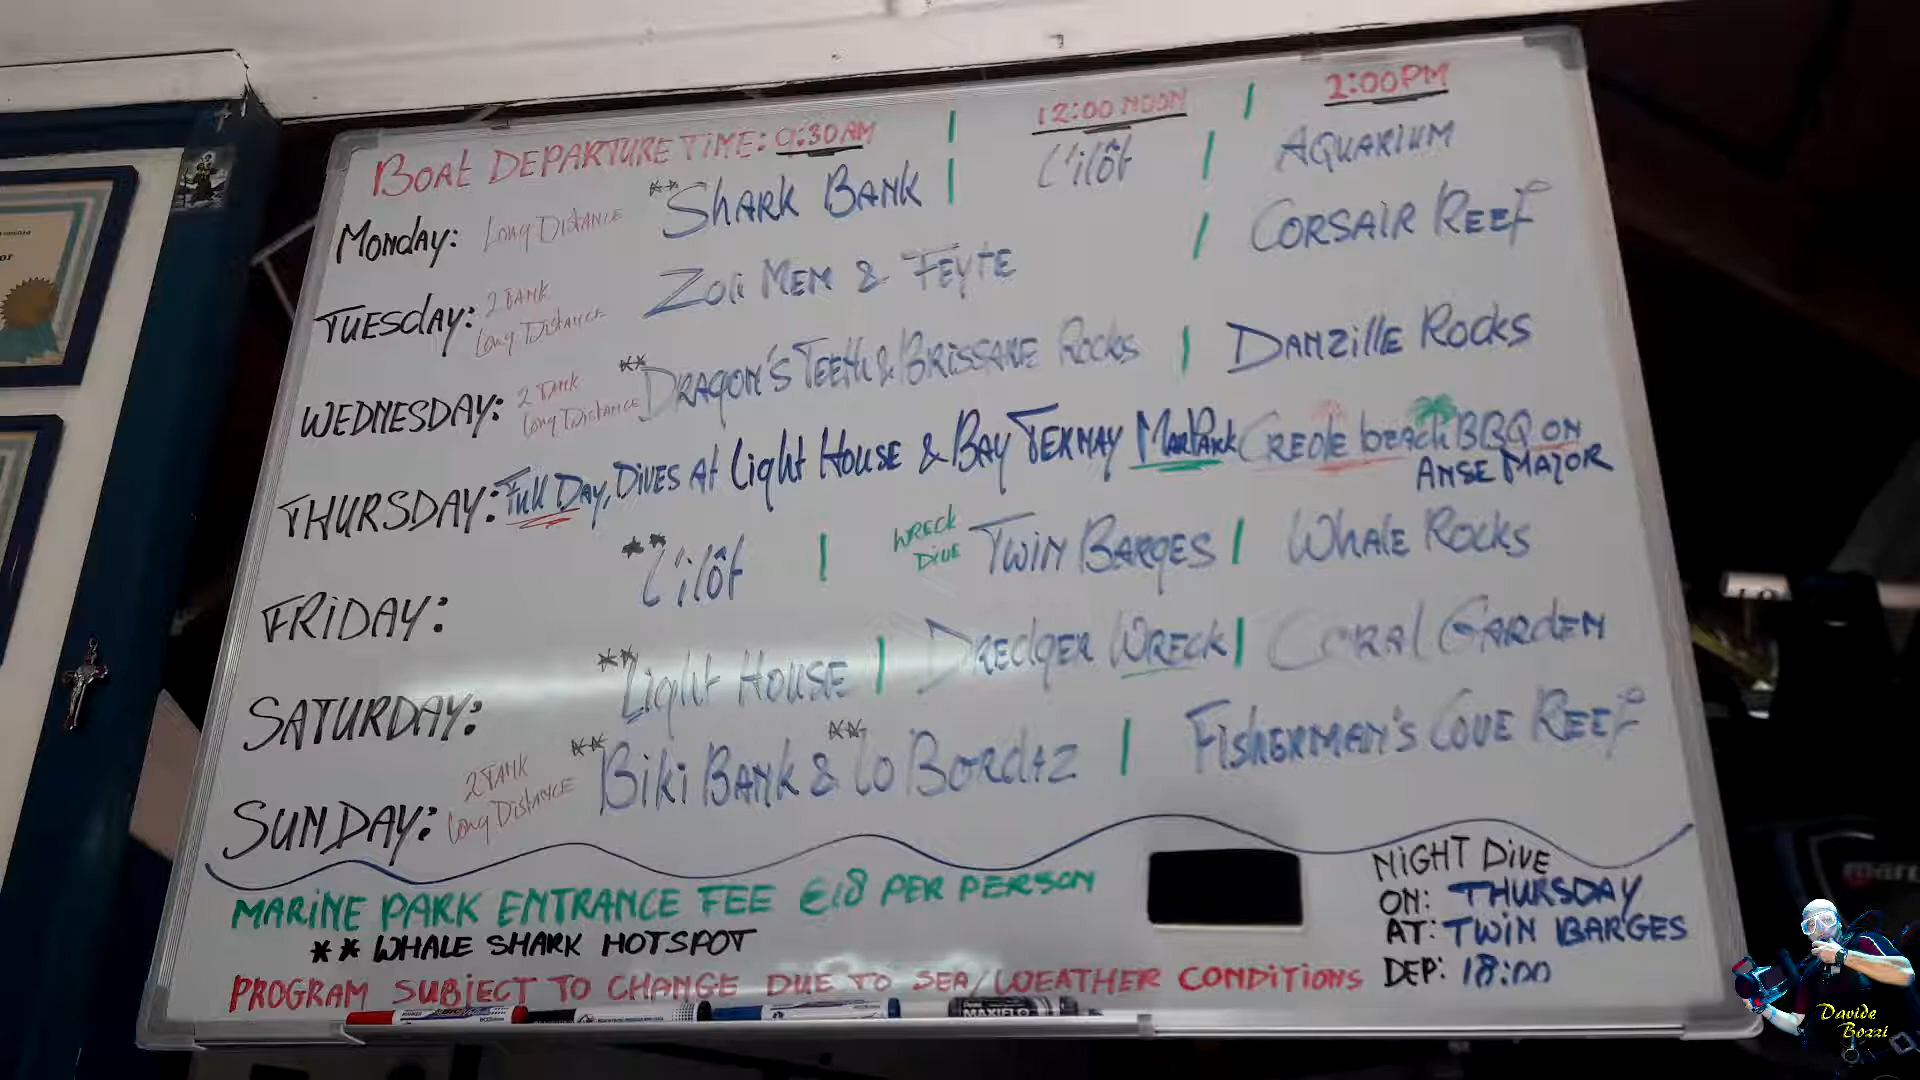 BOAT DEPARTURE TIME: 9:30AM | 12:00 NOON | 2:00PM
MONDAY: Long DISTANCE **SHARK BANK | L'ilôt | AQUARIUM
TUESDAY: 2 TANK Long DISTANCE ZOli MEM & FEYTE | CORSAIR REEF
WEDNESDAY: 2 TANK Long DISTANCE **DRAGON'S TEETH & BRISSARE ROCKS | DANZILLE ROCKS
THURSDAY: Full DAY, DIVES At Light HOUSE & BAY TERNAY MarPark CREOLE bEACh BBQ ON
ANSE MAJOR
FRIDAY: **L'ilôt | WRECK DIVE TWIN BARGES | WHALE ROCKS
SATURDAY: **Light HOUSE | DREDGER WRECK | CORAL GARDEN
SUNDAY: 2 TANK Long DISTANCE **Biki BANK & **LO BORDAZ | FISHERMAN'S COVE REEF
MARINE PARK ENTRANCE FEE €18 PER PERSON
** WHALE SHARK HOTSPOT
PROGRAM SUBJECT TO CHANGE DUE TO SEA/WEATHER CONDITIONS
NIGHT DIVE
ON: THURSDAY
AT: TWIN BARGES
DEP: 18:00
MAXIFLO
Davide
Bozzi